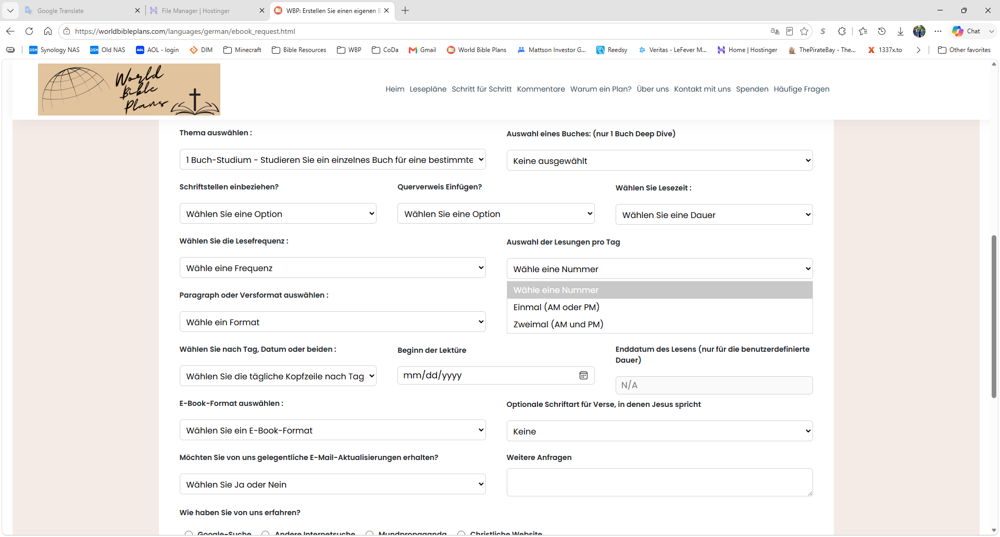 Google Translate
File Manager | Hostinger
WBP: Erstellen Sie einen eigenen B
https://worldbibleplans.com/languages/german/ebook_request.html
Chat
Synology NAS
Old NAS
AOL - login
DIM
Minecraft
Bible Resources
WBP
CoDa
Gmail
World Bible Plans
Mattson Investor G...
Reedsy
Veritas - LeFever M...
Home | Hostinger
ThePirateBay - The...
1337x.to
Other favorites
World
Bible
Plans
Heim Lesepläne Schritt für Schritt Kommentare Warum ein Plan? Über uns Kontakt mit uns Spenden Häufige Fragen
Thema auswählen :
Auswahl eines Buches: (nur 1 Buch Deep Dive)
1 Buch-Studium - Studieren Sie ein einzelnes Buch für eine bestimmte
Keine ausgewählt
Schriftstellen einbeziehen?
Querverweis Einfügen?
Wählen Sie Lesezeit :
Wählen Sie eine Option
Wählen Sie eine Option
Wählen Sie eine Dauer
Wählen Sie die Lesefrequenz :
Auswahl der Lesungen pro Tag
Wähle eine Frequenz
Wähle eine Nummer
Wähle eine Nummer
Einmal (AM oder PM)
Zweimal (AM und PM)
Paragraph oder Versformat auswählen :
Wähle ein Format
Wählen Sie nach Tag, Datum oder beiden :
Beginn der Lektüre
Enddatum des Lesens (nur für die benutzerdefinierte
Dauer)
Wählen Sie die tägliche Kopfzeile nach Tag
mm/dd/yyyy
N/A
E-Book-Format auswählen :
Optionale Schriftart für Verse, in denen Jesus spricht
Wählen Sie ein E-Book-Format
Keine
Möchten Sie von uns gelegentliche E-Mail-Aktualisierungen erhalten?
Weitere Anfragen
Wählen Sie Ja oder Nein
Wie haben Sie von uns erfahren?
Google-Suche
Andere Internetsuche
Mundpropaganda
Christliche Website